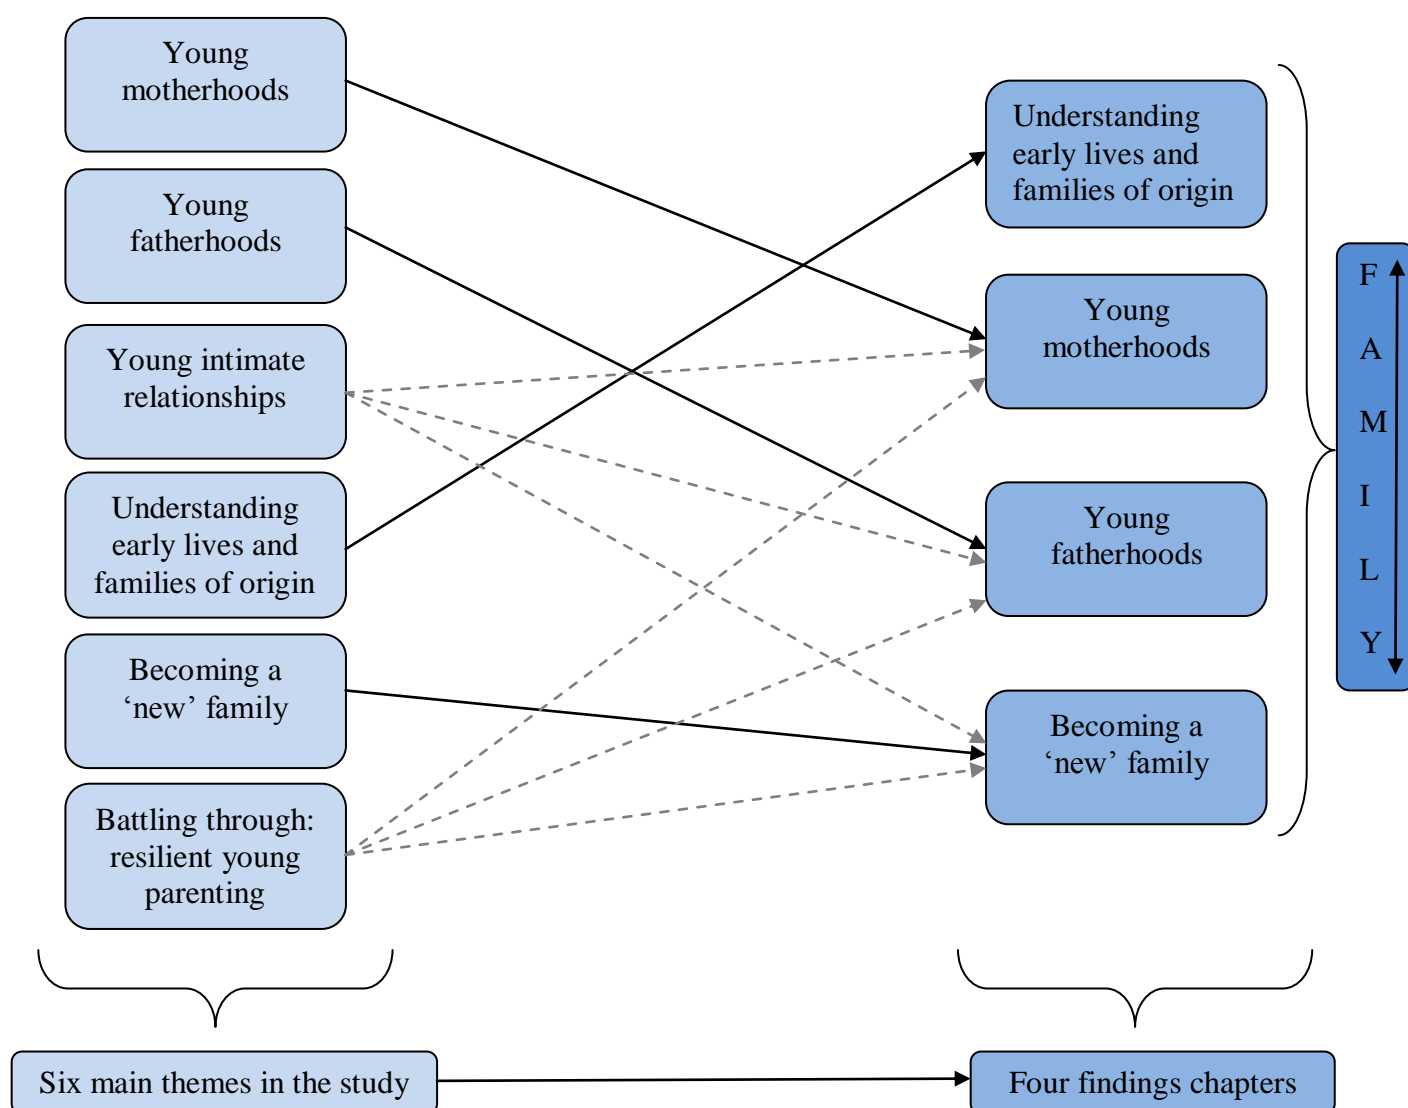 Young
motherhoods
Young
fatherhoods
Young intimate
relationships
Understanding
early lives and
families of origin
Becoming a
‘new’ family
Battling through:
resilient young
parenting
Six main themes in the study
Understanding
early lives and
families of origin
Young
motherhoods
Young
fatherhoods
Becoming a
‘new’ family
Four findings chapters
F
A
M
I
L
Y